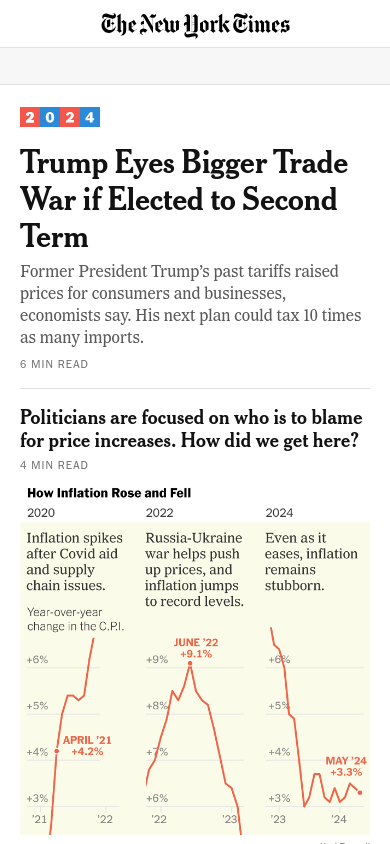 The New York Times
2024
Trump Eyes Bigger Trade
War if Elected to Second
Term
Former President Trump’s past tariffs raised
prices for consumers and businesses,
economists say. His next plan could tax 10 times
as many imports.
6 MIN READ
Politicians are focused on who is to blame
for price increases. How did we get here?
4 MIN READ
How Inflation Rose and Fell
2020
Inflation spikes
after Covid aid
and supply
chain issues.
Year-over-year
change in the C.P.I.
+6%
+5%
+4%
+3%
APRIL ’21
+4.2%
’21
’22
2022
Russia-Ukraine
war helps push
up prices, and
inflation jumps
to record levels.
JUNE ’22
+9.1%
+9%
+8%
+7%
+6%
’22
’23
2024
Even as it
eases, inflation
remains
stubborn.
+6%
+5%
+4%
+3%
MAY ’24
+3.3%
’23
’24